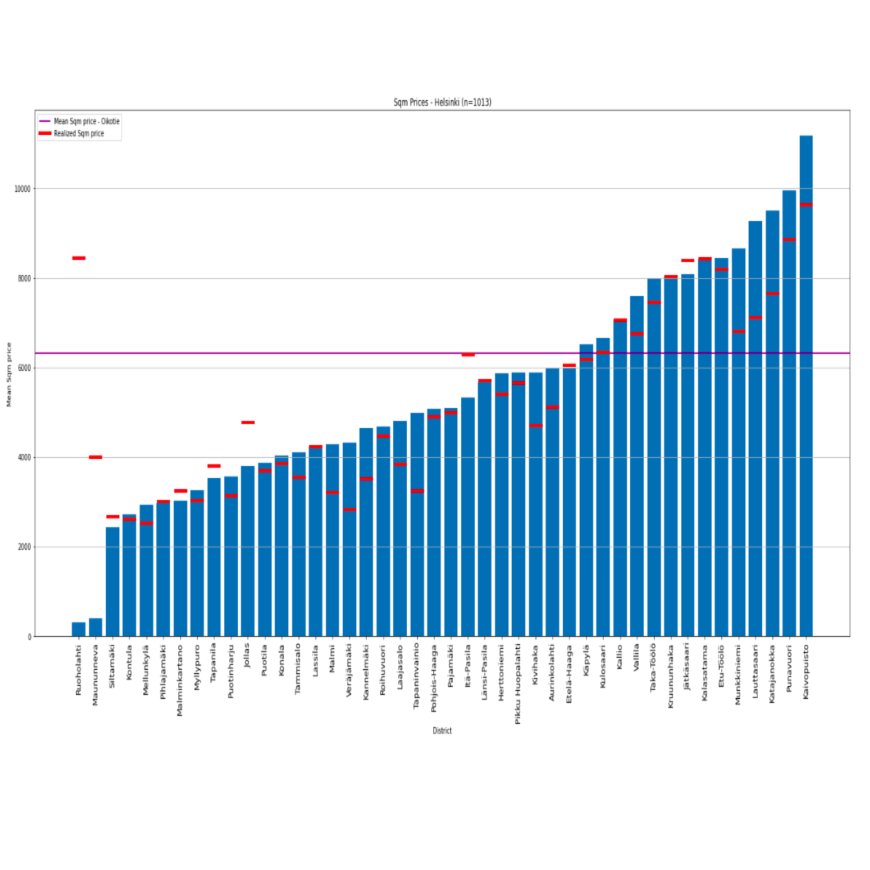 Sqm Prices - Helsinki (n=1013)
Mean Sqm price - Oikotie
Realized Sqm price
Mean Sqm price
10000
8000
6000
4000
2000
0
Ruoholahti
Maununneva
Siltamäki
Kontula
Mellunkylä
Pihlajamäki
Malminkartano
Myllypuro
Tapanila
Puotinharju
Jollas
Puotila
Konala
Tammisalo
Lassila
Malmi
Veräjämäki
Kannelmäki
Roihuvuori
Laajasalo
Tapaninvainio
Pohjois-Haaga
Pajamäki
Itä-Pasila
Länsi-Pasila
Herttoniemi
Pikku Huopalahti
Kivihaka
Aurinkolahti
Etelä-Haaga
Käpylä
Kulosaari
Kallio
Vallila
Taka-Töölö
Kruununhaka
Jätkäsaari
Kalasatama
Etu-Töölö
Munkkiniemi
Lauttasaari
Katajanokka
Punavuori
Kaivopuisto
District